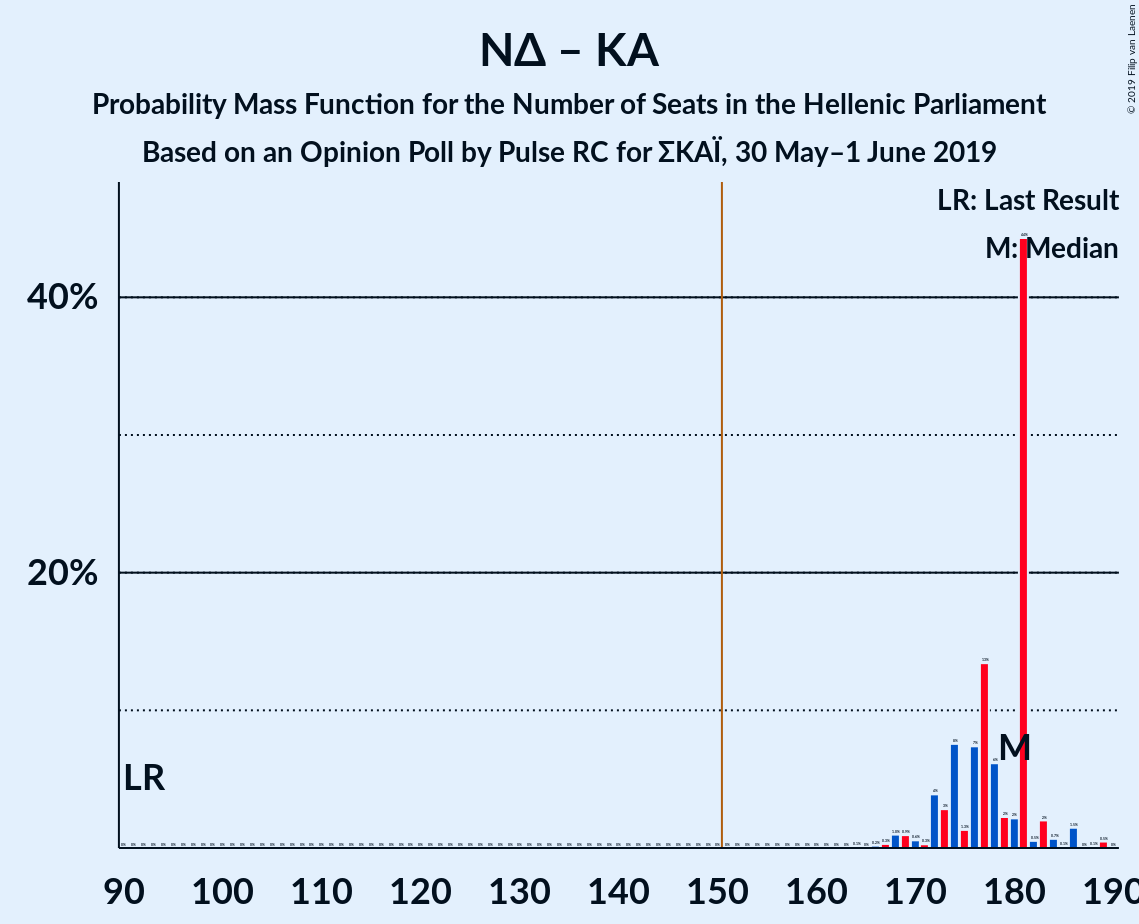 ΝΔ – ΚΑ
Probability Mass Function for the Number of Seats in the Hellenic Parliament
Based on an Opinion Poll by Pulse RC for ΣΚΑΪ, 30 May–1 June 2019
© 2019 Filip van Laenen
LR: Last Result
M: Median
40%
20%
LR
M
90 100 110 120 130 140 150 160 170 180 190